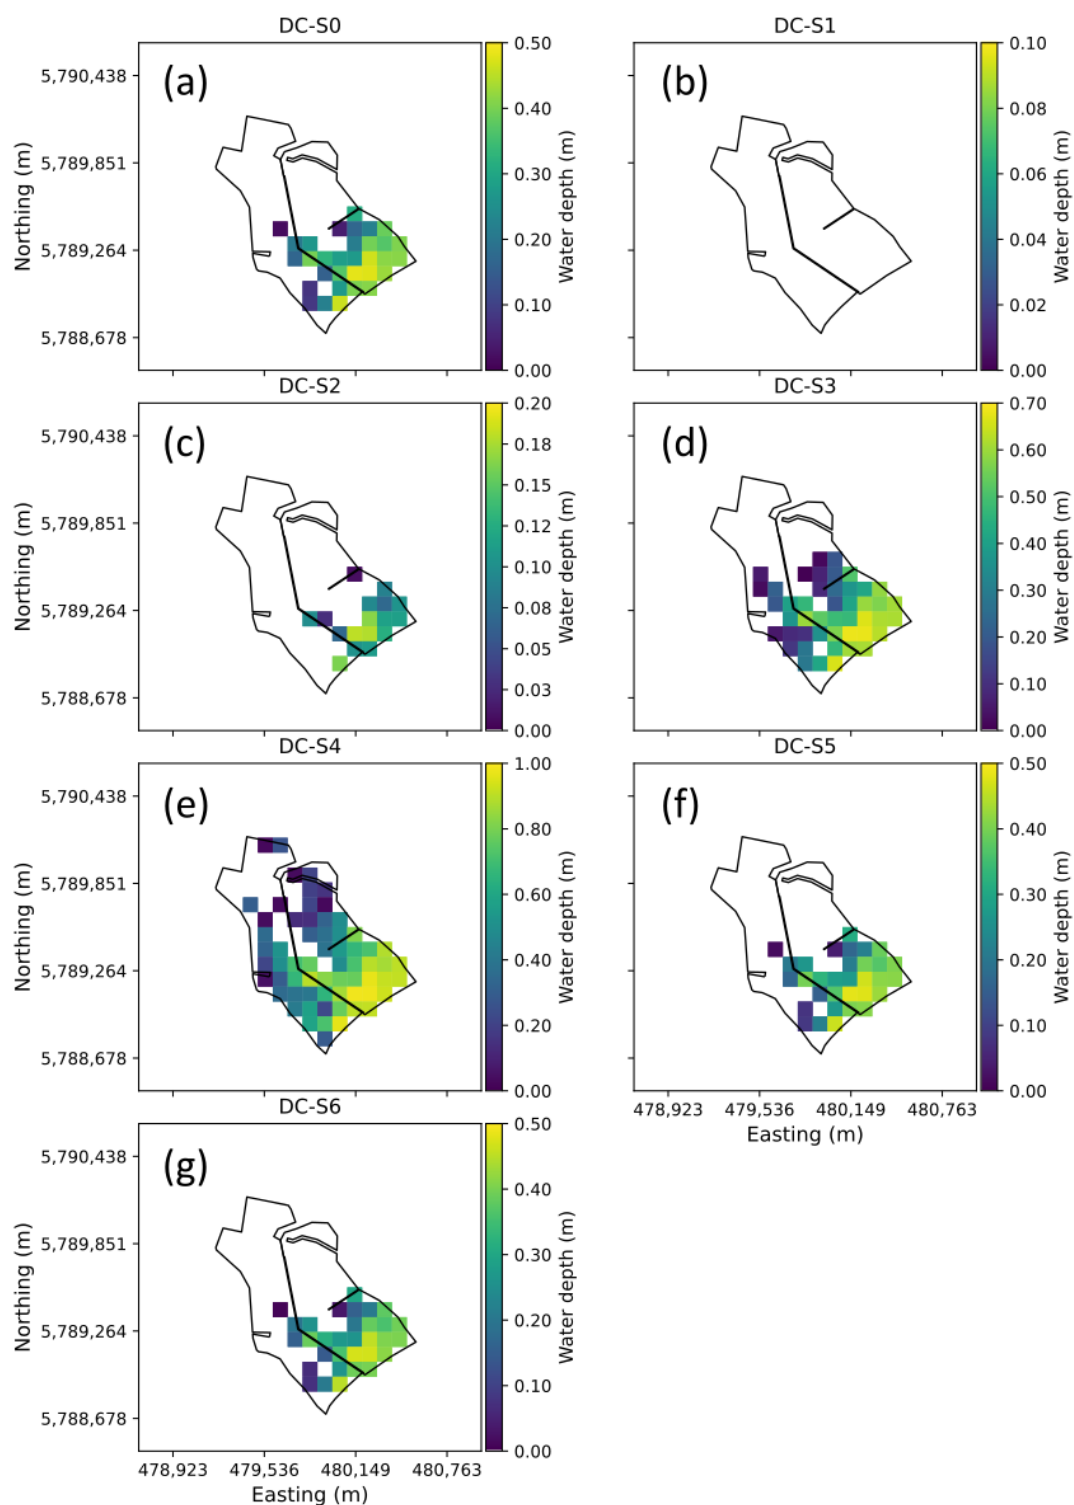 DC-S0
(a)
5,790,438
5,789,851
5,789,264
5,788,678
Northing (m)
0.50
0.40
0.30
0.20
0.10
0.00
Water depth (m)
DC-S1
(b)
0.10
0.08
0.06
0.04
0.02
0.00
Water depth (m)
DC-S2
(c)
5,790,438
5,789,851
5,789,264
5,788,678
Northing (m)
0.20
0.18
0.15
0.12
0.10
0.08
0.05
0.03
0.00
Water depth (m)
DC-S3
(d)
0.70
0.60
0.50
0.40
0.30
0.20
0.10
0.00
Water depth (m)
DC-S4
(e)
5,790,438
5,789,851
5,789,264
5,788,678
Northing (m)
1.00
0.80
0.60
0.40
0.20
0.00
Water depth (m)
DC-S5
(f)
0.50
0.40
0.30
0.20
0.10
0.00
Water depth (m)
478,923 479,536 480,149 480,763
Easting (m)
DC-S6
(g)
5,790,438
5,789,851
5,789,264
5,788,678
Northing (m)
0.50
0.40
0.30
0.20
0.10
0.00
Water depth (m)
478,923 479,536 480,149 480,763
Easting (m)